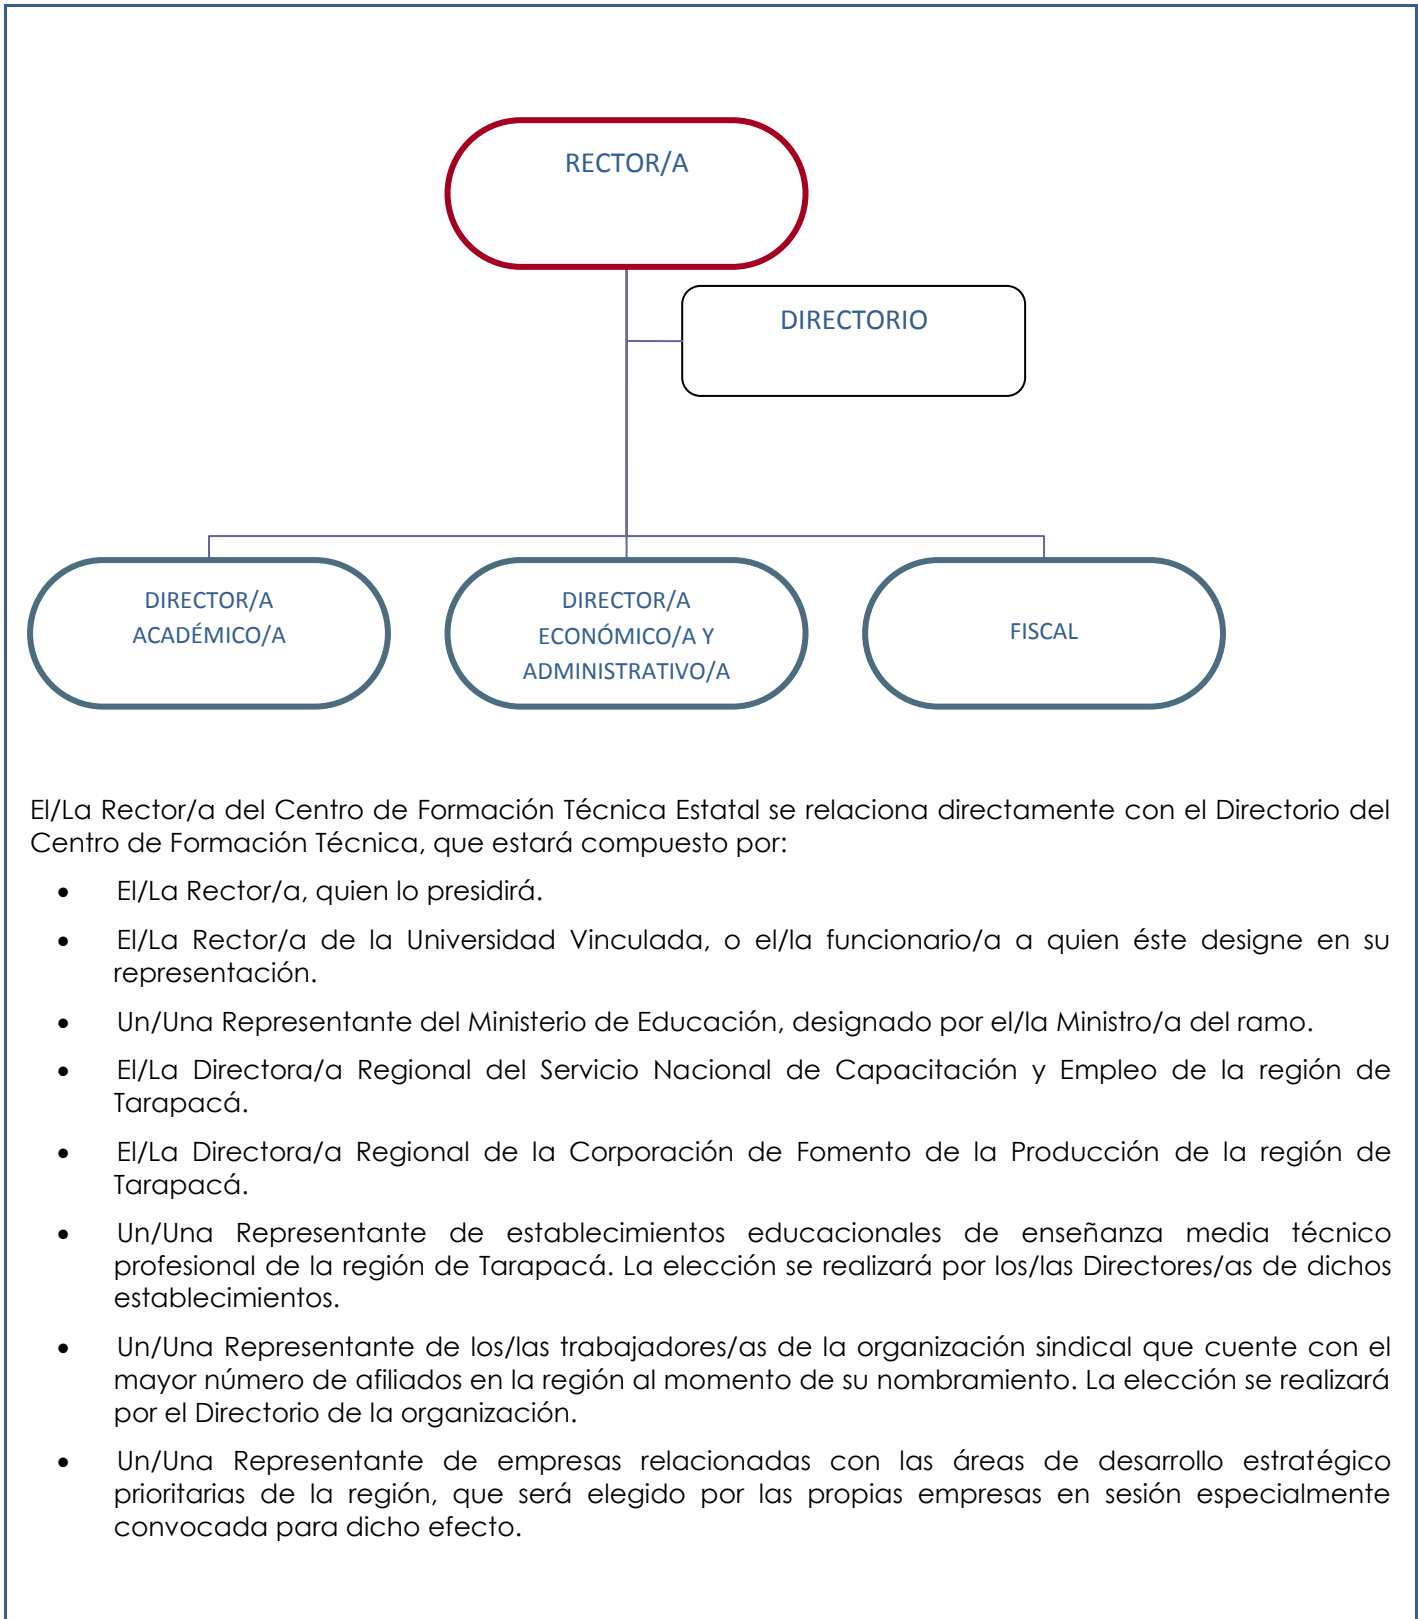 RECTOR/A
DIRECTORIO
DIRECTOR/A
ACADÉMICO/A
DIRECTOR/A
ECONÓMICO/A Y
ADMINISTRATIVO/A
FISCAL
El/La Rector/a del Centro de Formación Técnica Estatal se relaciona directamente con el Directorio del
Centro de Formación Técnica, que estará compuesto por:
• El/La Rector/a, quien lo presidirá.
• El/La Rector/a de la Universidad Vinculada, o el/la funcionario/a a quien éste designe en su
representación.
• Un/Una Representante del Ministerio de Educación, designado por el/la Ministro/a del ramo.
• El/La Directora/a Regional del Servicio Nacional de Capacitación y Empleo de la región de
Tarapacá.
• El/La Directora/a Regional de la Corporación de Fomento de la Producción de la región de
Tarapacá.
• Un/Una Representante de establecimientos educacionales de enseñanza media técnico
profesional de la región de Tarapacá. La elección se realizará por los/las Directores/as de dichos
establecimientos.
• Un/Una Representante de los/las trabajadores/as de la organización sindical que cuente con el
mayor número de afiliados en la región al momento de su nombramiento. La elección se realizará
por el Directorio de la organización.
• Un/Una Representante de empresas relacionadas con las áreas de desarrollo estratégico
prioritarias de la región, que será elegido por las propias empresas en sesión especialmente
convocada para dicho efecto.